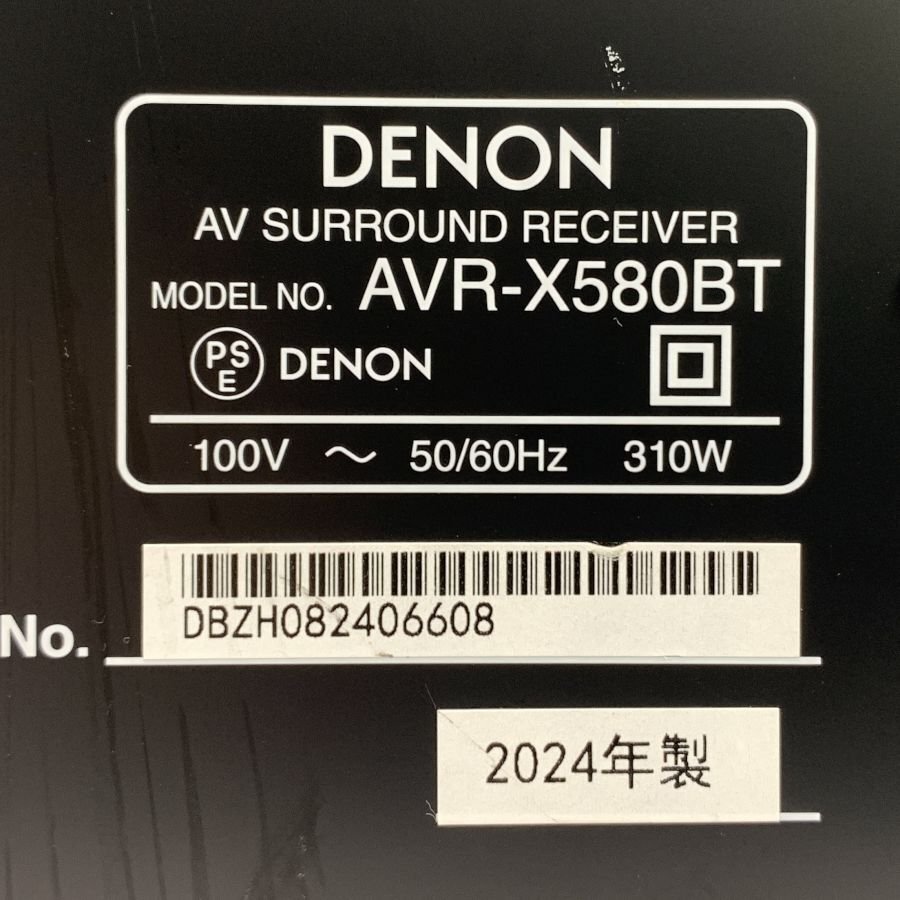 DENON
AV SURROUND RECEIVER
MODEL NO. AVR-X580BT
PS E DENON
100V ～ 50/60Hz 310W
No. DBZH082406608
2024年製